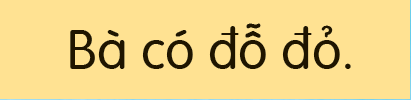 Bà có đỗ đỏ.